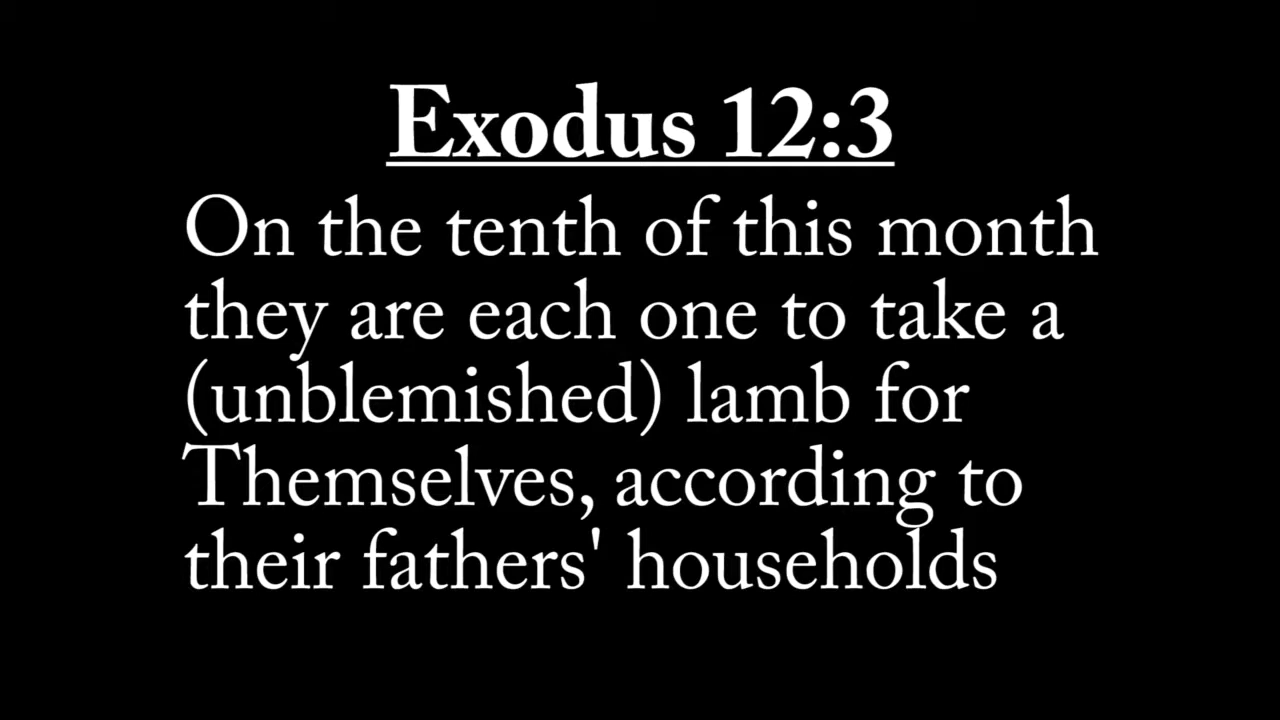 Exodus 12:3
On the tenth of this month
they are each one to take a
(unblemished) lamb for
Themselves, according to
their fathers' households